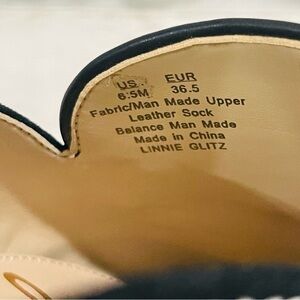 US EUR
6.5M 36.5
Fabric/Man Made Upper
Leather Sock
Balance Man Made
Made in China
LINNIE GLITZ